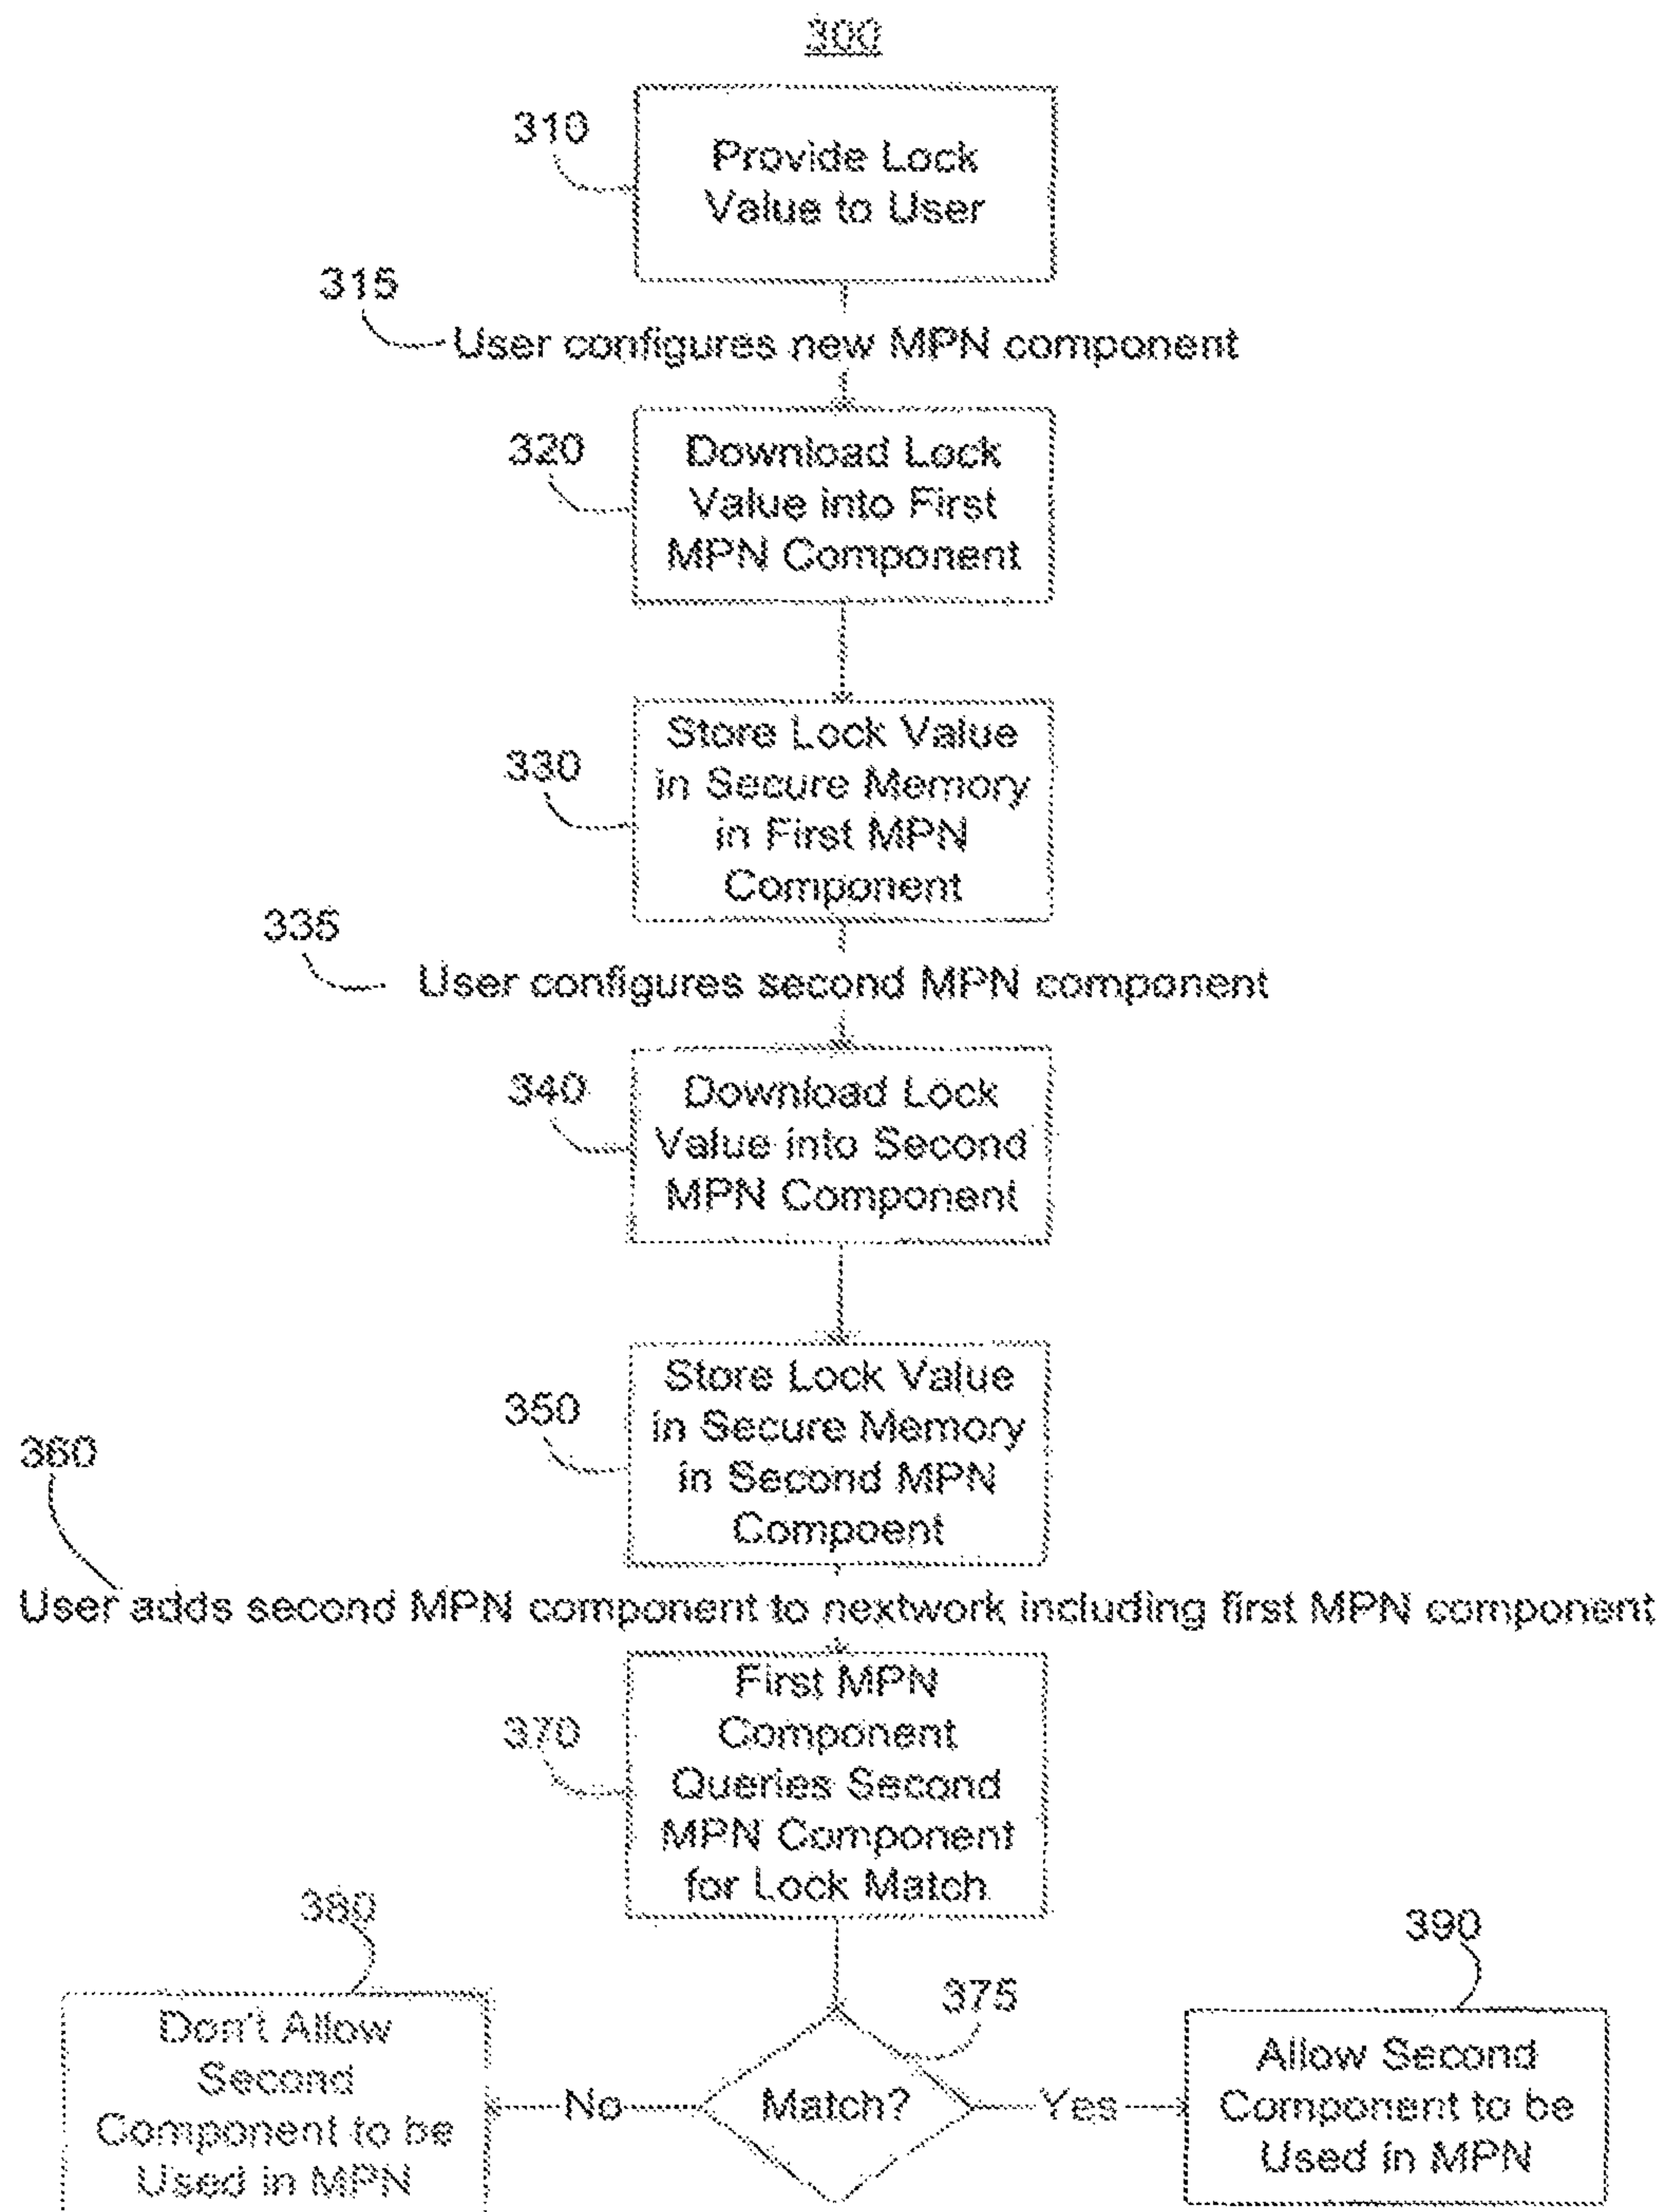 300
310
Provide Lock
Value to User
315
User configures new MPN component
320
Download Lock
Value into First
MPN Component
330
Store Lock Value
in Secure Memory
in First MPN
Component
335
User configures second MPN component
340
Download Lock
Value into Second
MPN Component
350
Store Lock Value
in Secure Memory
in Second MPN
Compoent
360
User adds second MPN component to nextwork including first MPN component
370
First MPN
Component
Queries Second
MPN Component
for Lock Match
380
Don't Allow
Second
Component to be
Used in MPN
No
375
Match?
Yes
390
Allow Second
Component to be
Used in MPN